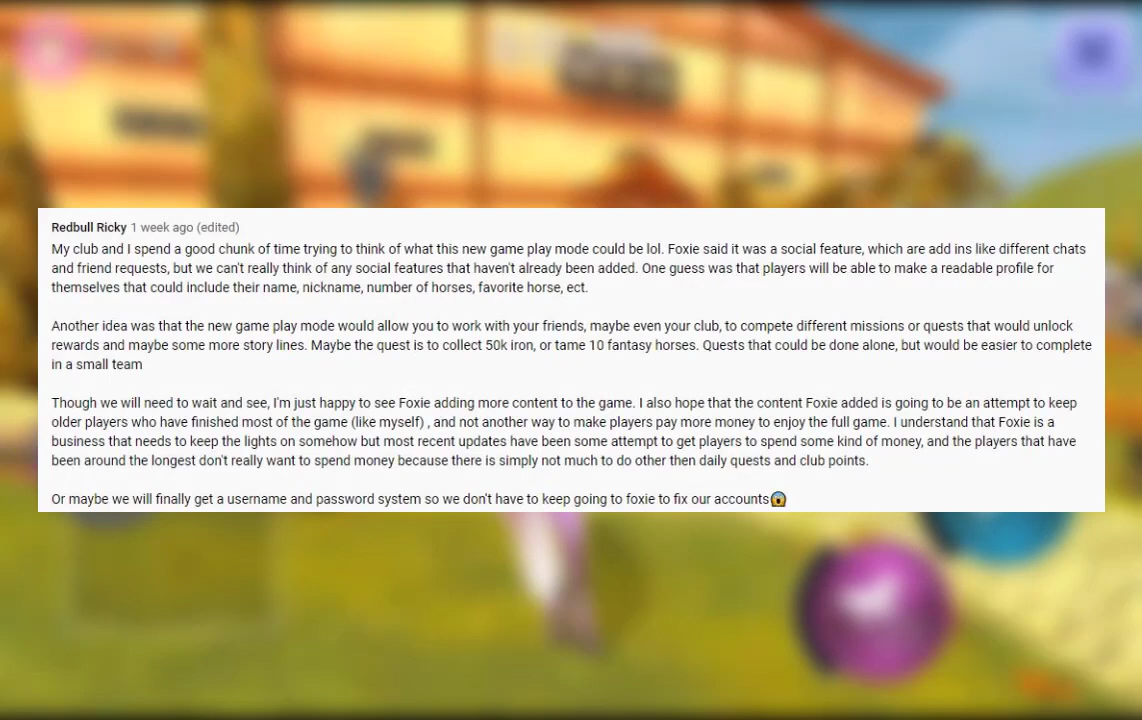 Redbull Ricky 1 week ago (edited)
My club and I spend a good chunk of time trying to think of what this new game play mode could be lol. Foxie said it was a social feature, which are add ins like different chats
and friend requests, but we can't really think of any social features that haven't already been added. One guess was that players will be able to make a readable profile for
themselves that could include their name, nickname, number of horses, favorite horse, ect.
Another idea was that the new game play mode would allow you to work with your friends, maybe even your club, to compete different missions or quests that would unlock
rewards and maybe some more story lines. Maybe the quest is to collect 50k iron, or tame 10 fantasy horses. Quests that could be done alone, but would be easier to complete
in a small team
Though we will need to wait and see, I'm just happy to see Foxie adding more content to the game. I also hope that the content Foxie added is going to be an attempt to keep
older players who have finished most of the game (like myself) , and not another way to make players pay more money to enjoy the full game. I understand that Foxie is a
business that needs to keep the lights on somehow but most recent updates have been some attempt to get players to spend some kind of money, and the players that have
been around the longest don't really want to spend money because there is simply not much to do other then daily quests and club points.
Or maybe we will finally get a username and password system so we don't have to keep going to foxie to fix our accounts😱